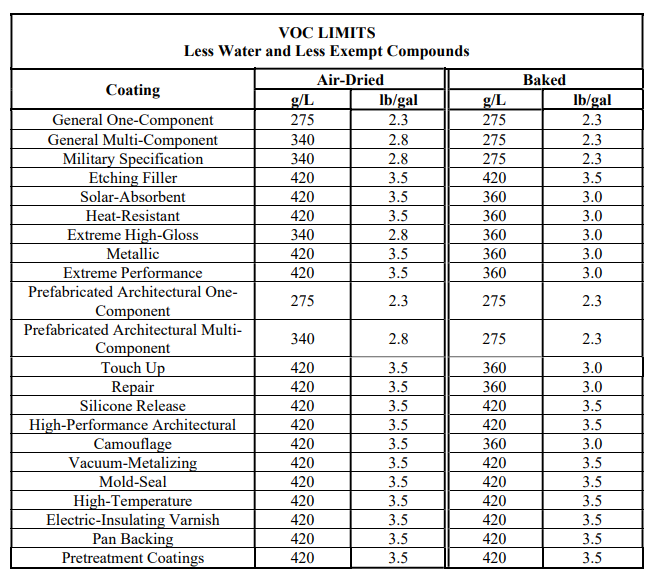 VOC LIMITS
Less Water and Less Exempt Compounds
Coating Air-Dried Baked
g/L lb/gal g/L lb/gal
General One-Component 275 2.3 275 2.3
General Multi-Component 340 2.8 275 2.3
Military Specification 340 2.8 275 2.3
Etching Filler 420 3.5 420 3.5
Solar-Absorbent 420 3.5 360 3.0
Heat-Resistant 420 3.5 360 3.0
Extreme High-Gloss 340 2.8 360 3.0
Metallic 420 3.5 360 3.0
Extreme Performance 420 3.5 360 3.0
Prefabricated Architectural One-
Component 275 2.3 275 2.3
Prefabricated Architectural Multi-
Component 340 2.8 275 2.3
Touch Up 420 3.5 360 3.0
Repair 420 3.5 360 3.0
Silicone Release 420 3.5 420 3.5
High-Performance Architectural 420 3.5 420 3.5
Camouflage 420 3.5 360 3.0
Vacuum-Metalizing 420 3.5 420 3.5
Mold-Seal 420 3.5 420 3.5
High-Temperature 420 3.5 420 3.5
Electric-Insulating Varnish 420 3.5 420 3.5
Pan Backing 420 3.5 420 3.5
Pretreatment Coatings 420 3.5 420 3.5